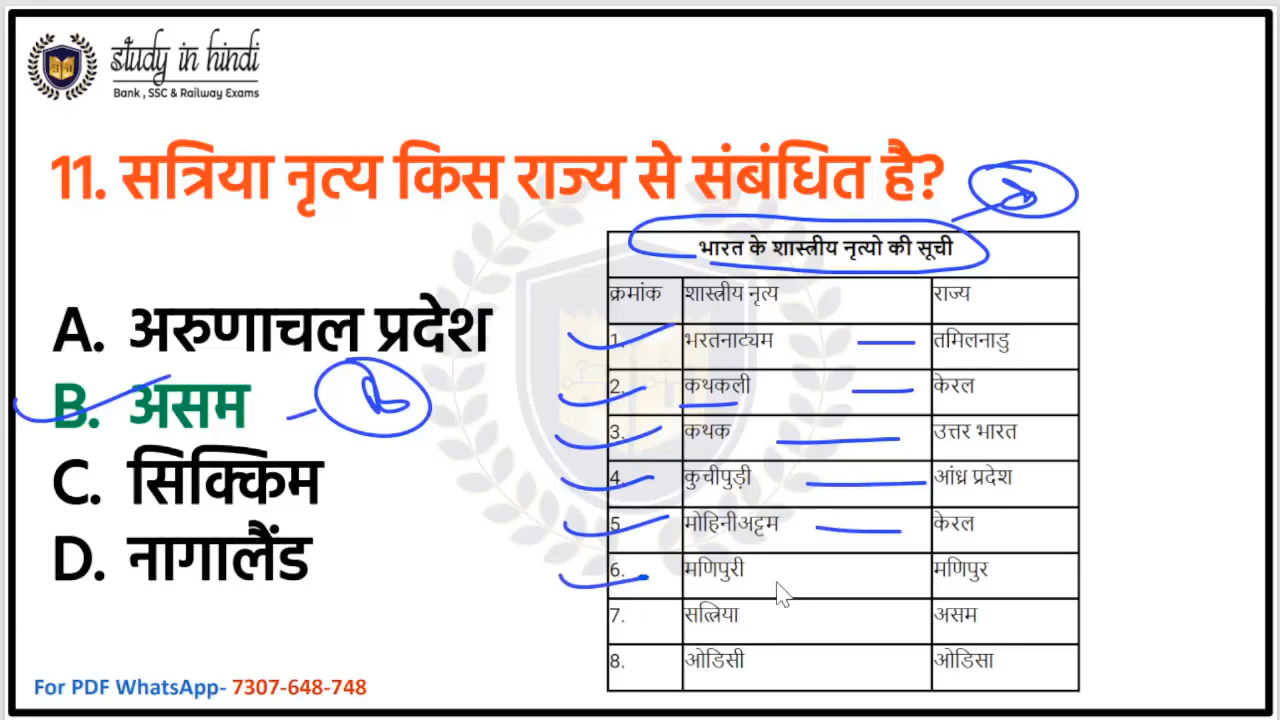 study in hindi
Bank , SSC & Railway Exams
11. सत्रिया नृत्य किस राज्य से संबंधित है?
A. अरुणाचल प्रदेश
B. असम
C. सिक्किम
D. नागालैंड
भारत के शास्त्रीय नृत्यो की सूची
क्रमांक शास्त्रीय नृत्य राज्य
1. भरतनाट्यम तमिलनाडु
2. कथकली केरल
3. कथक उत्तर भारत
4. कुचीपुड़ी आंध्र प्रदेश
5. मोहिनीअट्टम केरल
6. मणिपुरी मणिपुर
7. सत्त्रिया असम
8. ओडिसी ओडिसा
For PDF WhatsApp- 7307-648-748